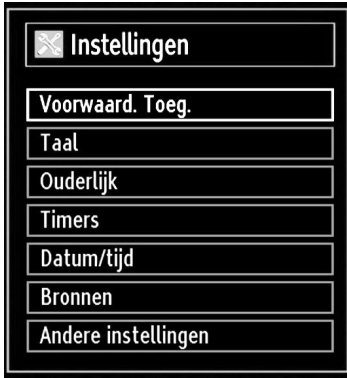 Instellingen
Voorwaard. Toeg.
Taal
Ouderlijk
Timers
Datum/tijd
Bronnen
Andere instellingen